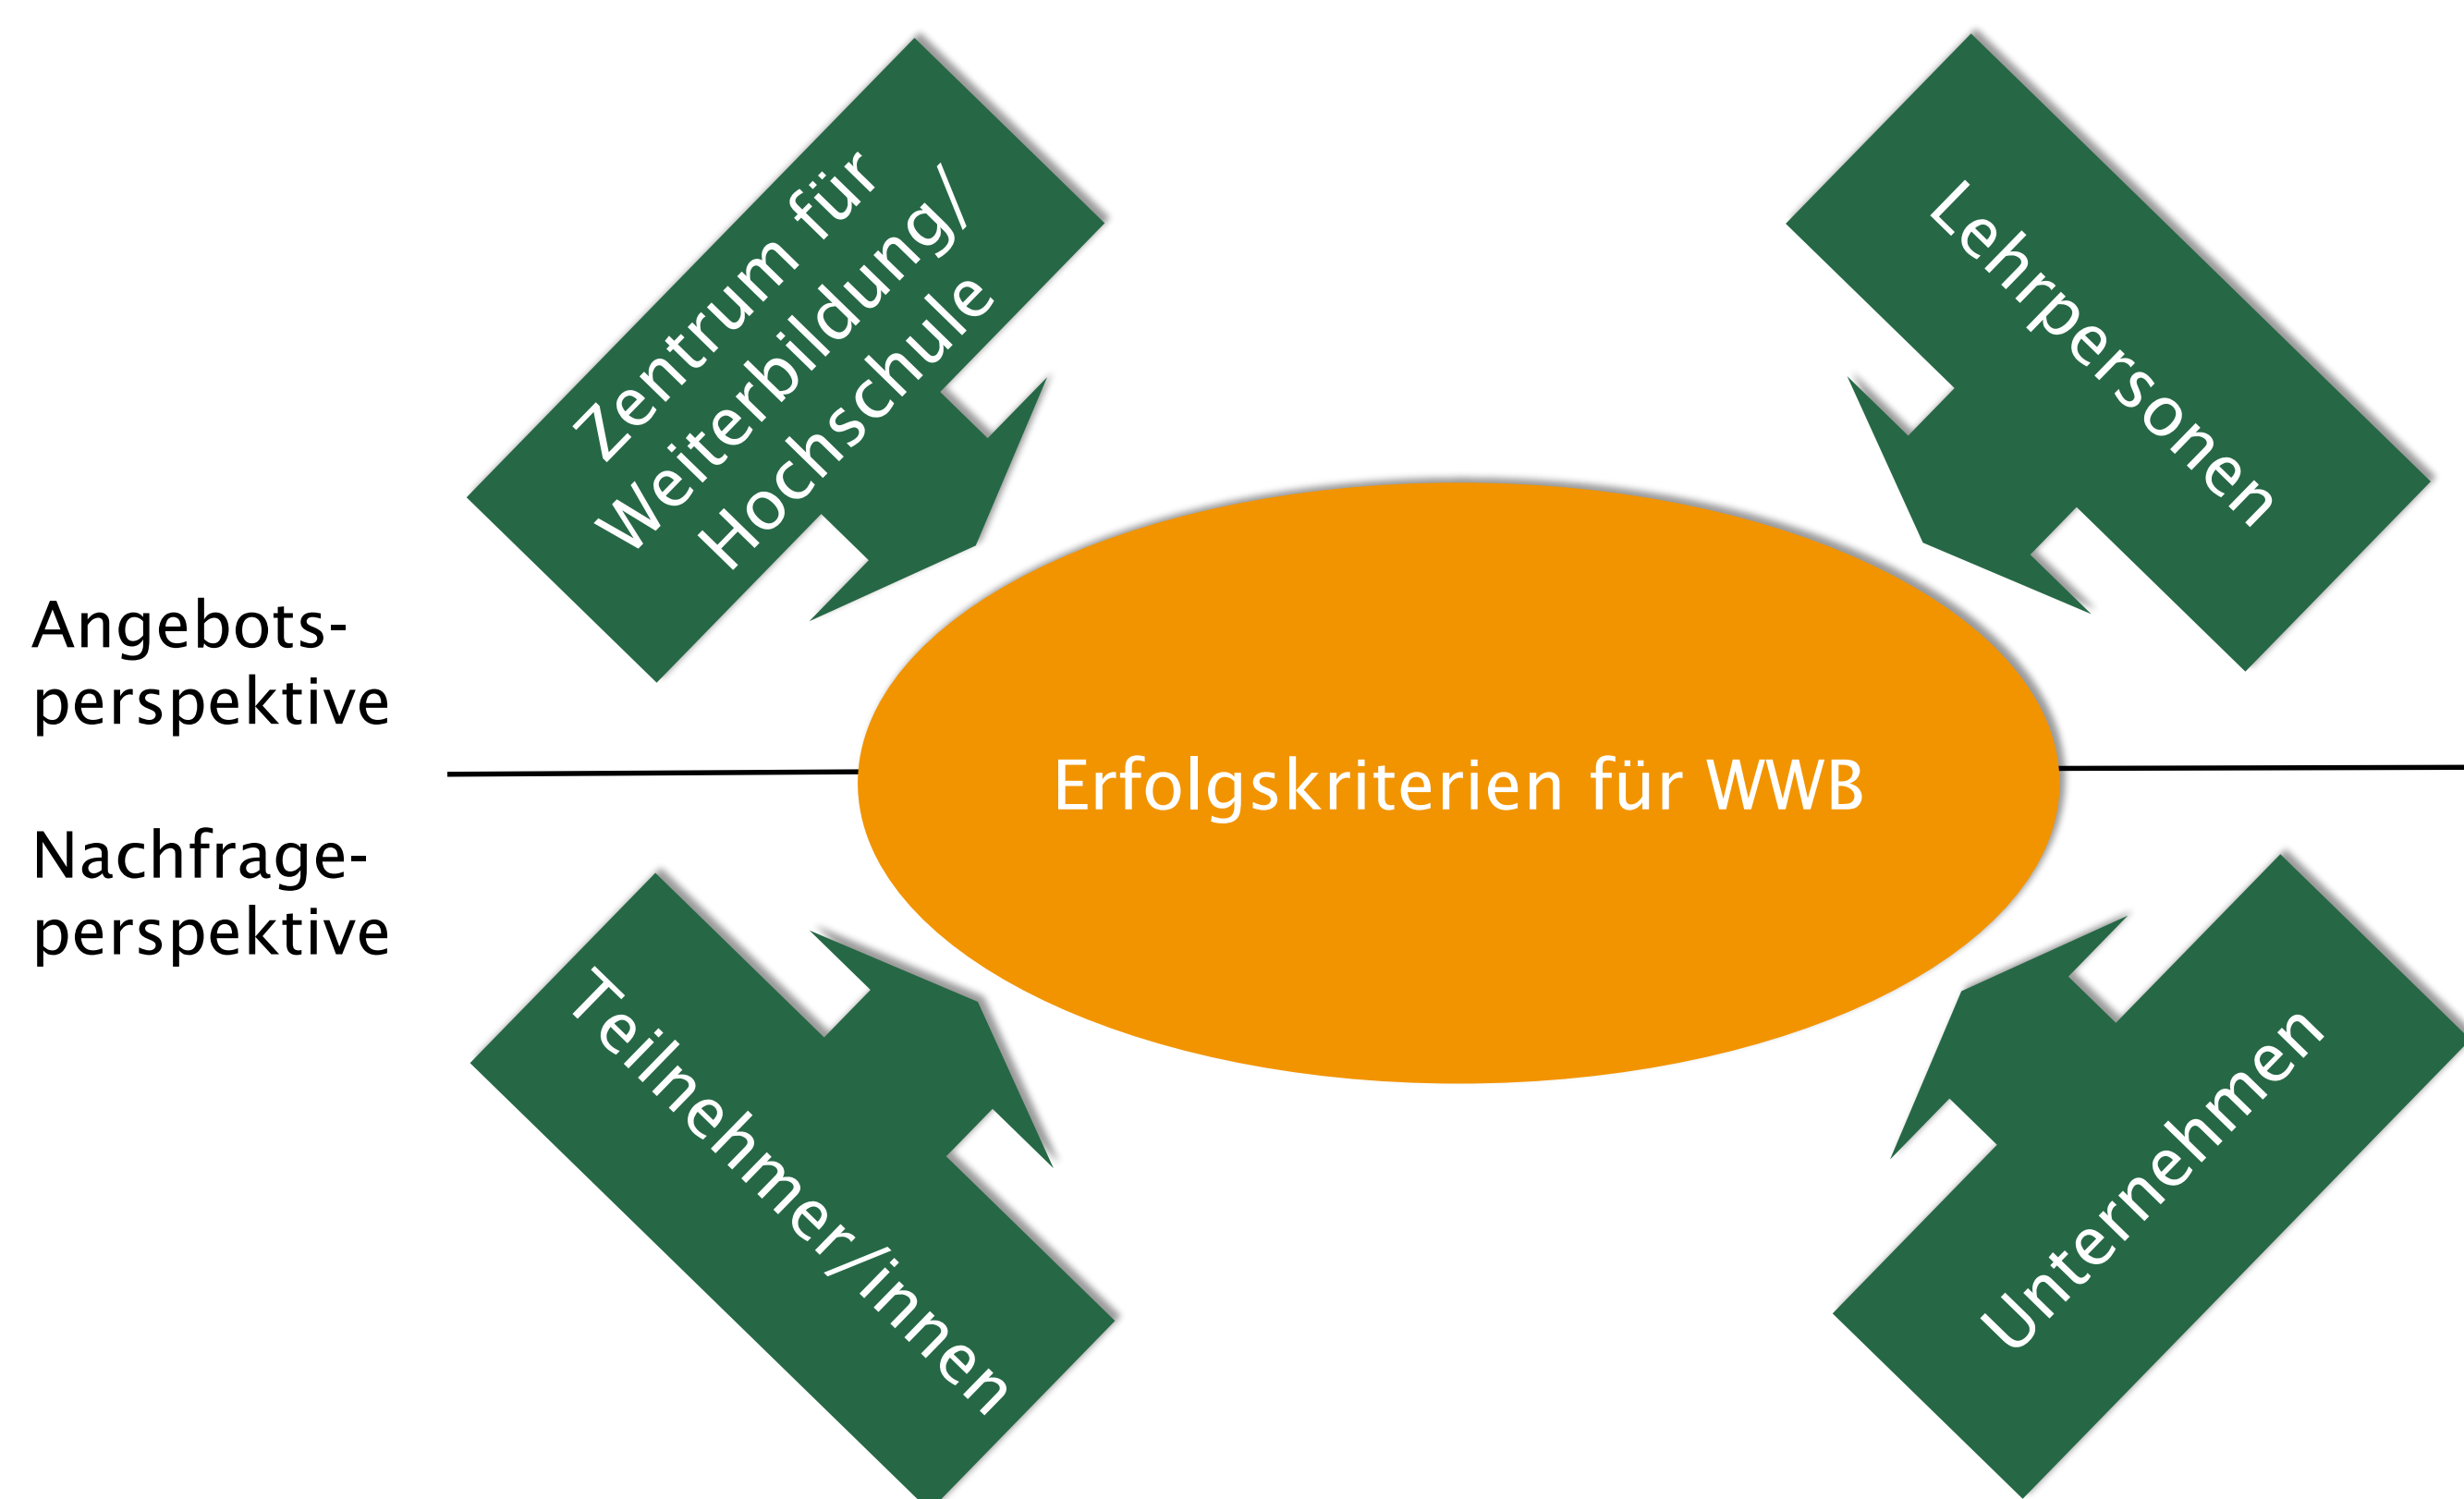 Zentrum für
Weiterbildung/
Hochschule
Lehrpersonen
Angebots-
perspektive
Erfolgskriterien für WWB
Nachfrage-
perspektive
Teilnehmer/innen
Unternehmen